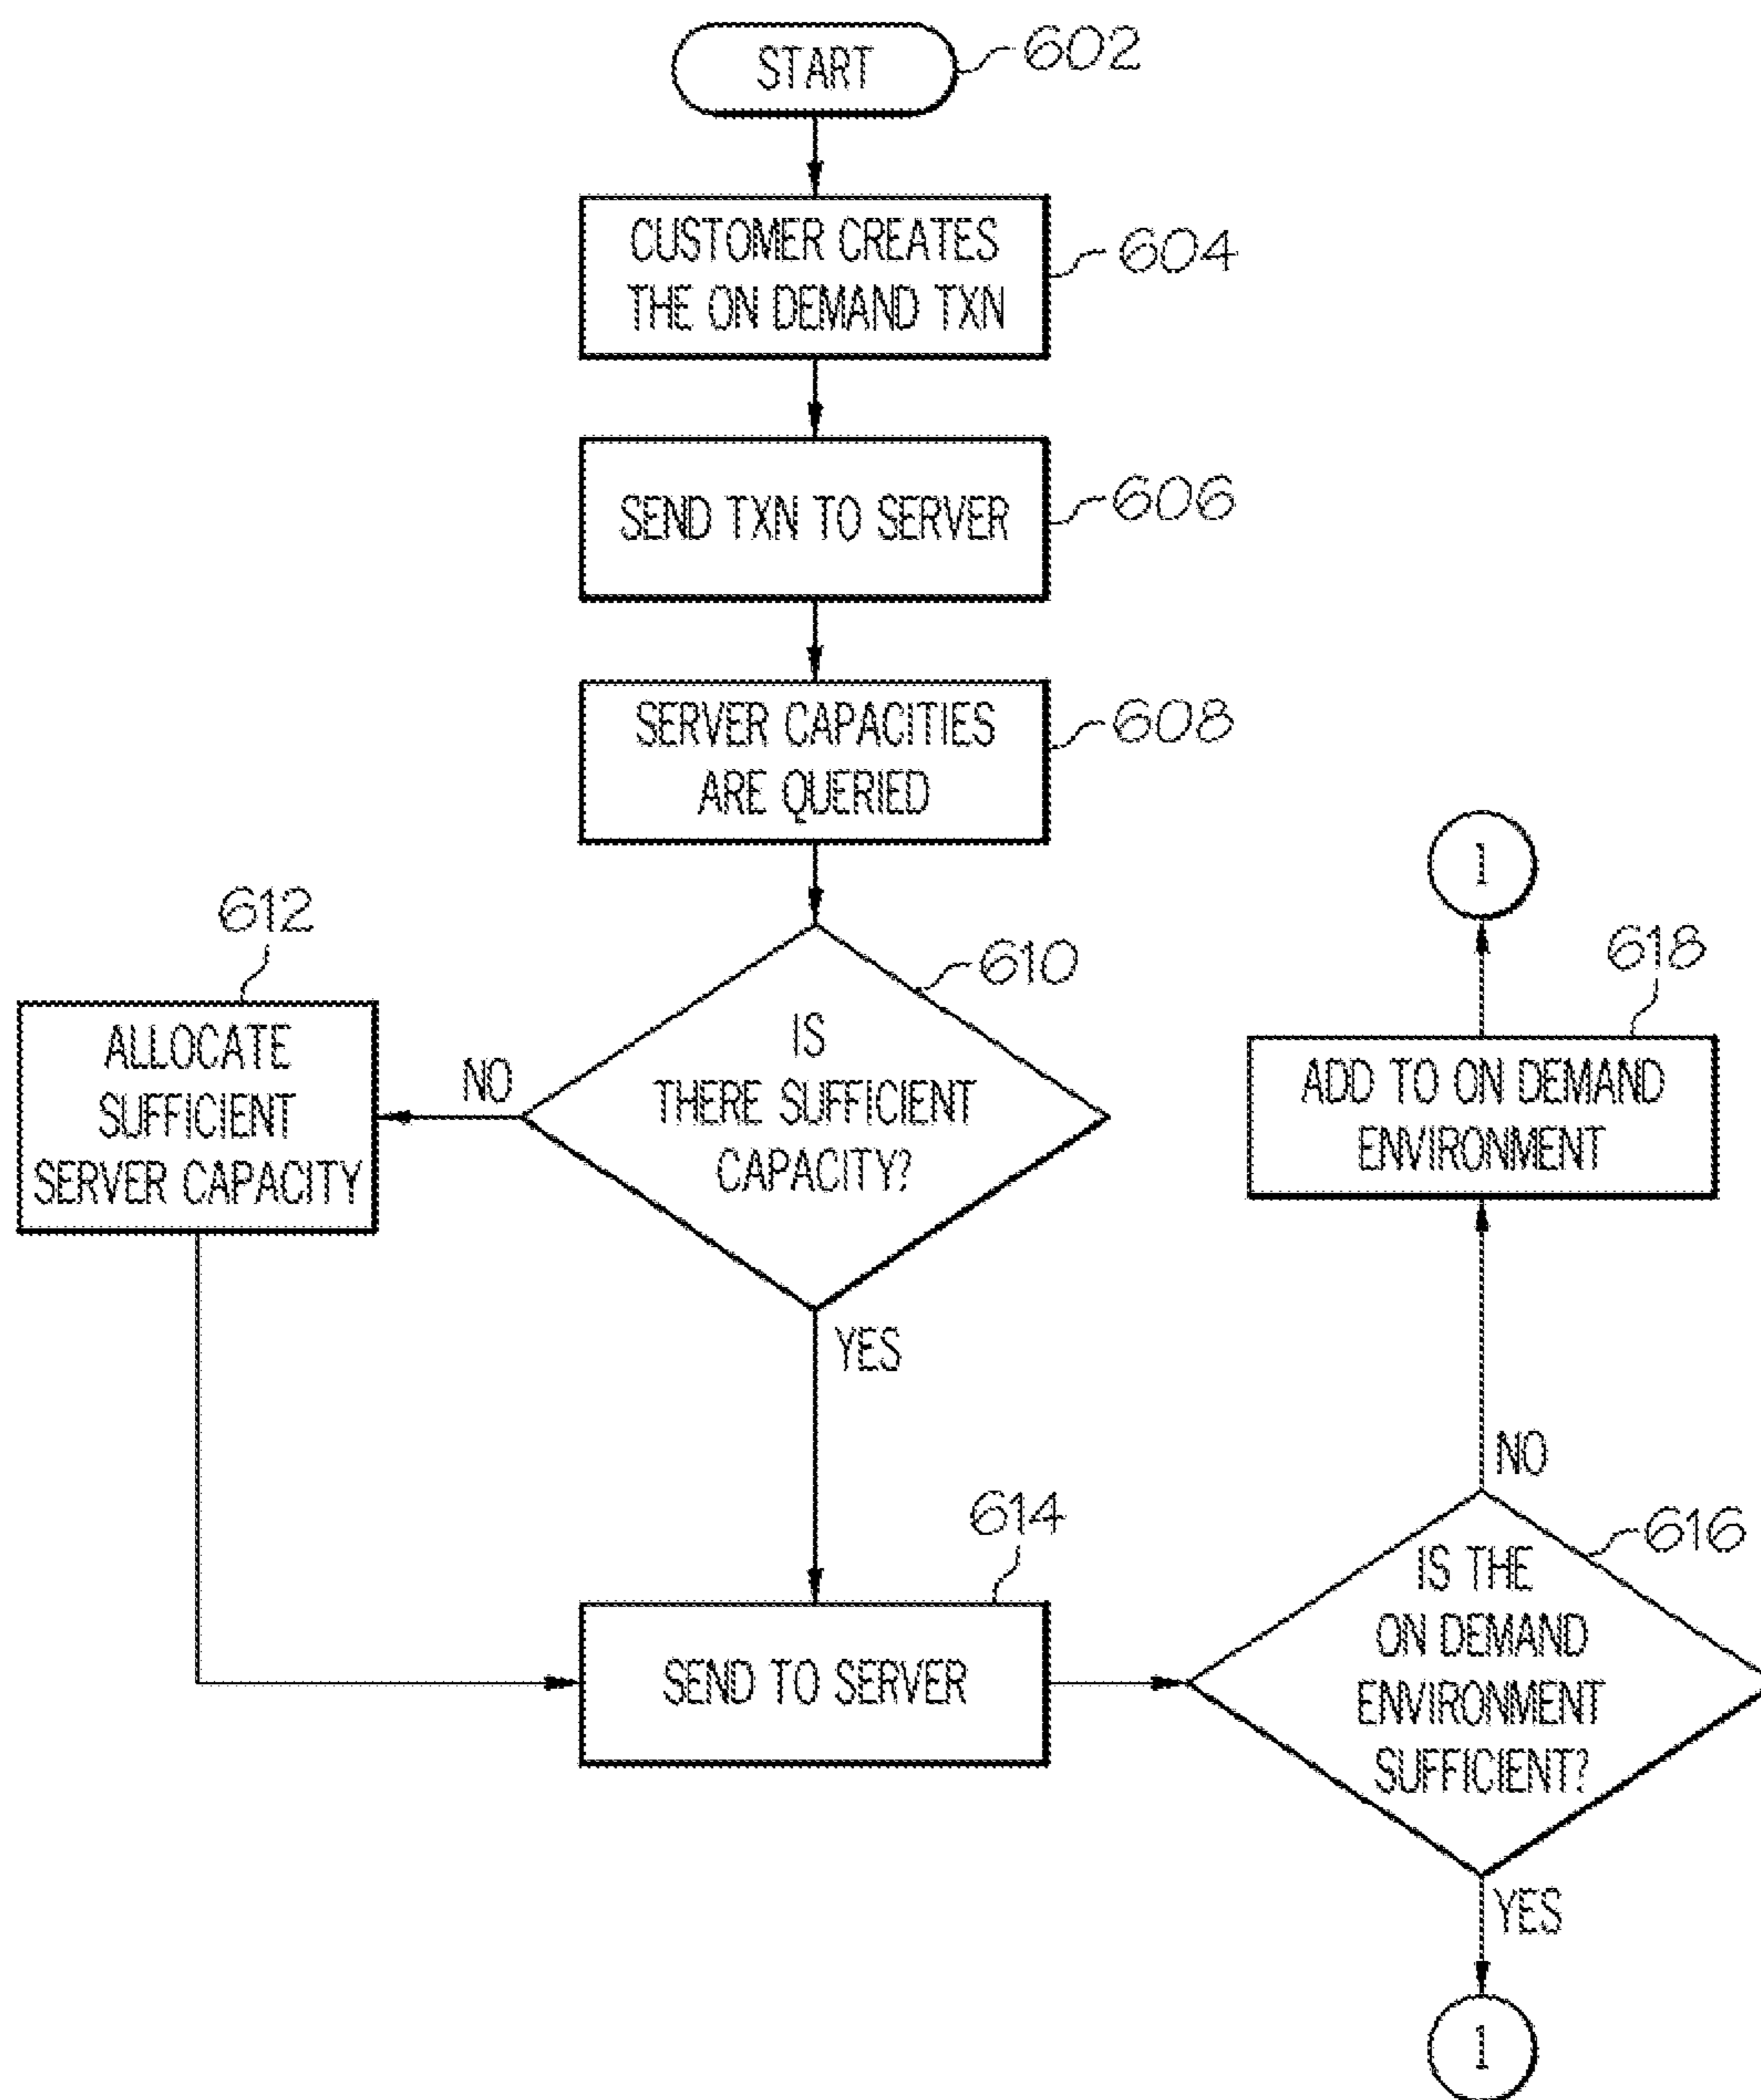 START
602
CUSTOMER CREATES
THE ON DEMAND TXN
604
SEND TXN TO SERVER
606
SERVER CAPACITIES
ARE QUERIED
608
610
IS
THERE SUFFICIENT
CAPACITY?
NO
YES
612
ALLOCATE
SUFFICIENT
SERVER CAPACITY
614
SEND TO SERVER
616
IS THE
ON DEMAND
ENVIRONMENT
SUFFICIENT?
NO
YES
618
ADD TO ON DEMAND
ENVIRONMENT
1
1